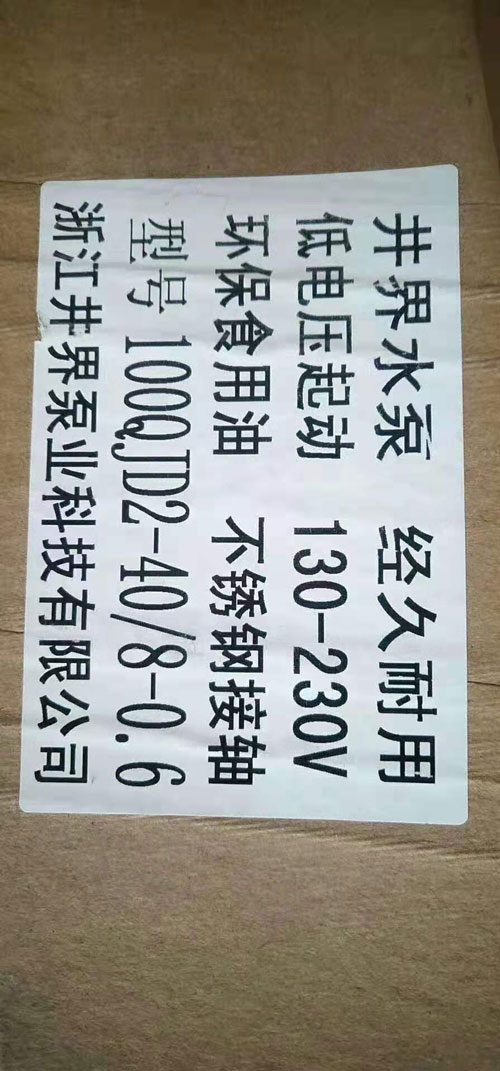 井界水泵 经久耐用
低电压起动 130-230V
环保食用油 不锈钢接轴
型号 100QJD2-40/8-0.6
浙江井界泵业科技有限公司